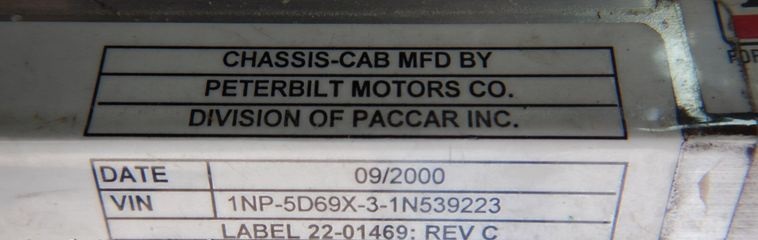 CHASSIS-CAB MFD BY
PETERBILT MOTORS CO.
DIVISION OF PACCAR INC.
DATE 09/2000
VIN 1NP-5D69X-3-1N539223
LABEL 22-01469: REV C